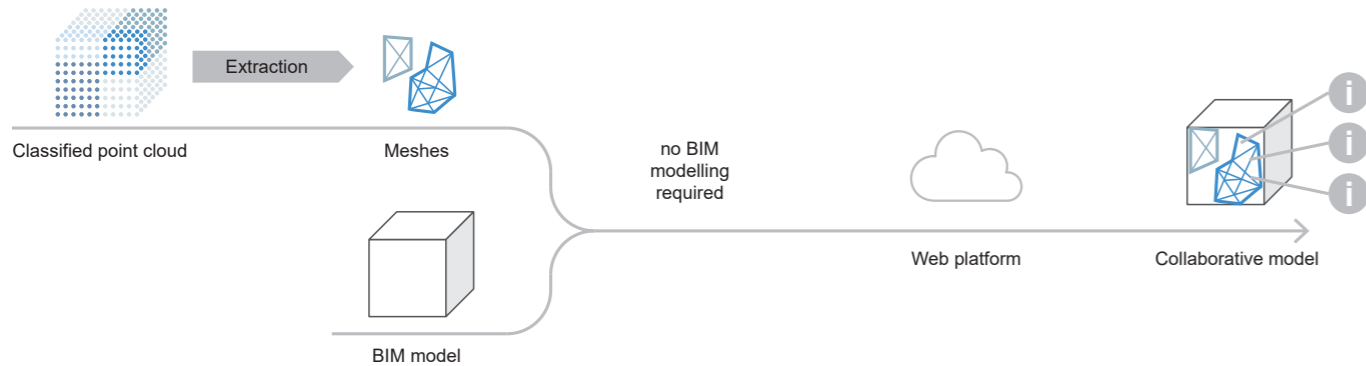 Extraction
Classified point cloud
Meshes
no BIM
modelling
required
i
i
i
Web platform
Collaborative model
BIM model